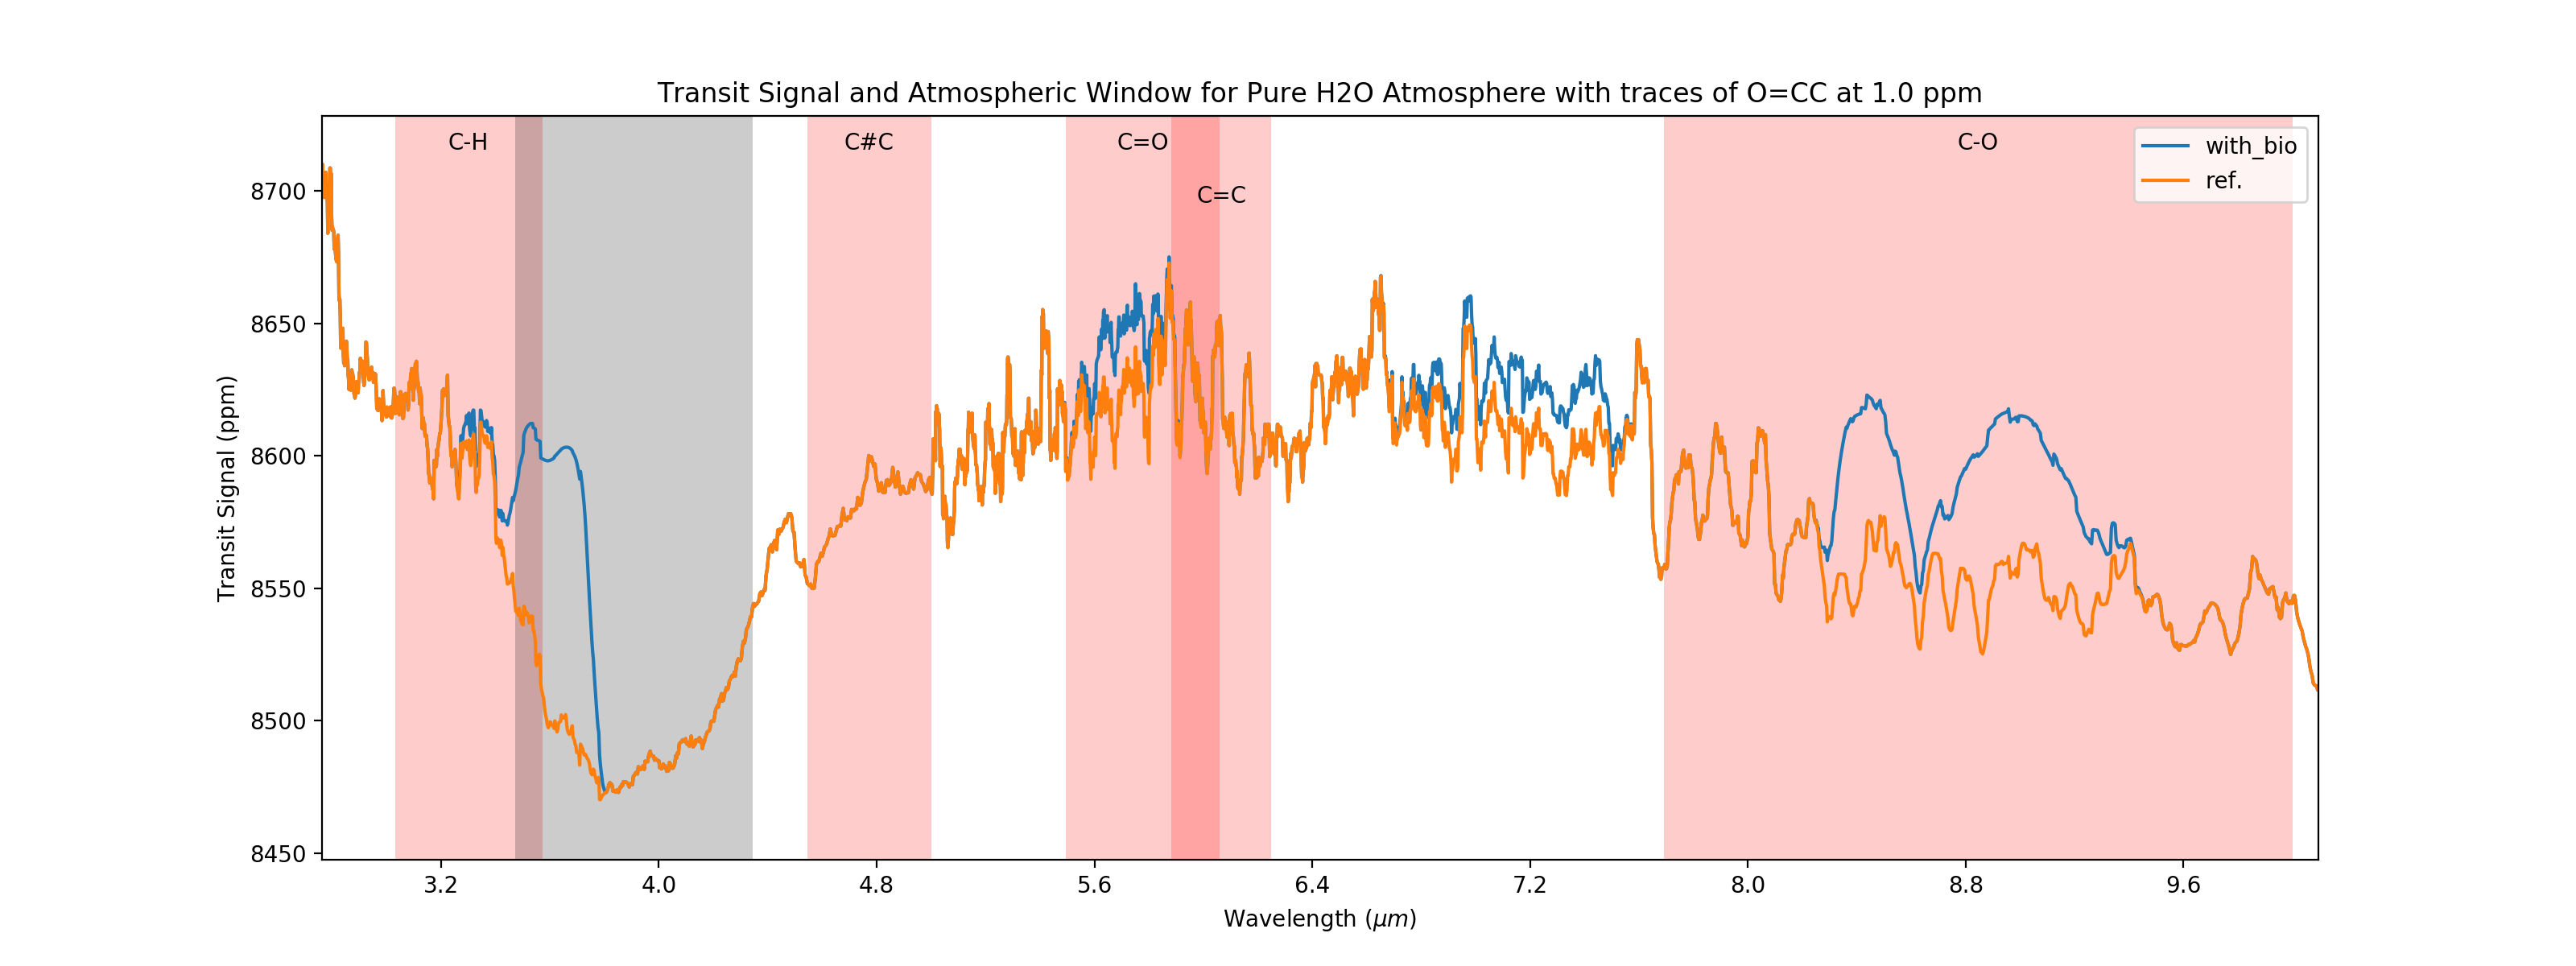 Transit Signal and Atmospheric Window for Pure H2O Atmosphere with traces of O=CC at 1.0 ppm
C-H
C#C
C=O
C=C
C-O
with_bio
ref.
8700
8650
8600
8550
8500
8450
Transit Signal (ppm)
3.2
4.0
4.8
5.6
6.4
7.2
8.0
8.8
9.6
Wavelength (μm)